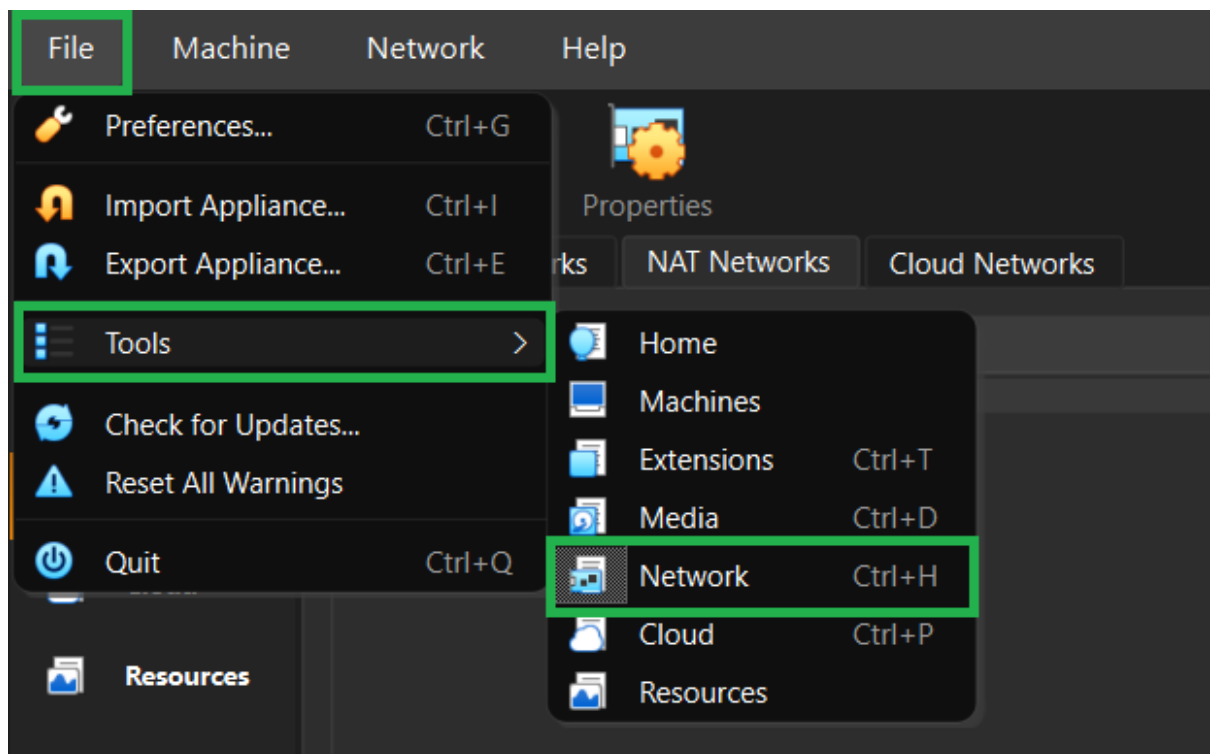 File Machine Network Help
Preferences... Ctrl+G
Import Appliance... Ctrl+I
Export Appliance... Ctrl+E
Tools
Check for Updates...
Reset All Warnings
Quit Ctrl+Q
Properties
rks NAT Networks Cloud Networks
Home
Machines
Extensions Ctrl+T
Media Ctrl+D
Network Ctrl+H
Cloud Ctrl+P
Resources
Resources